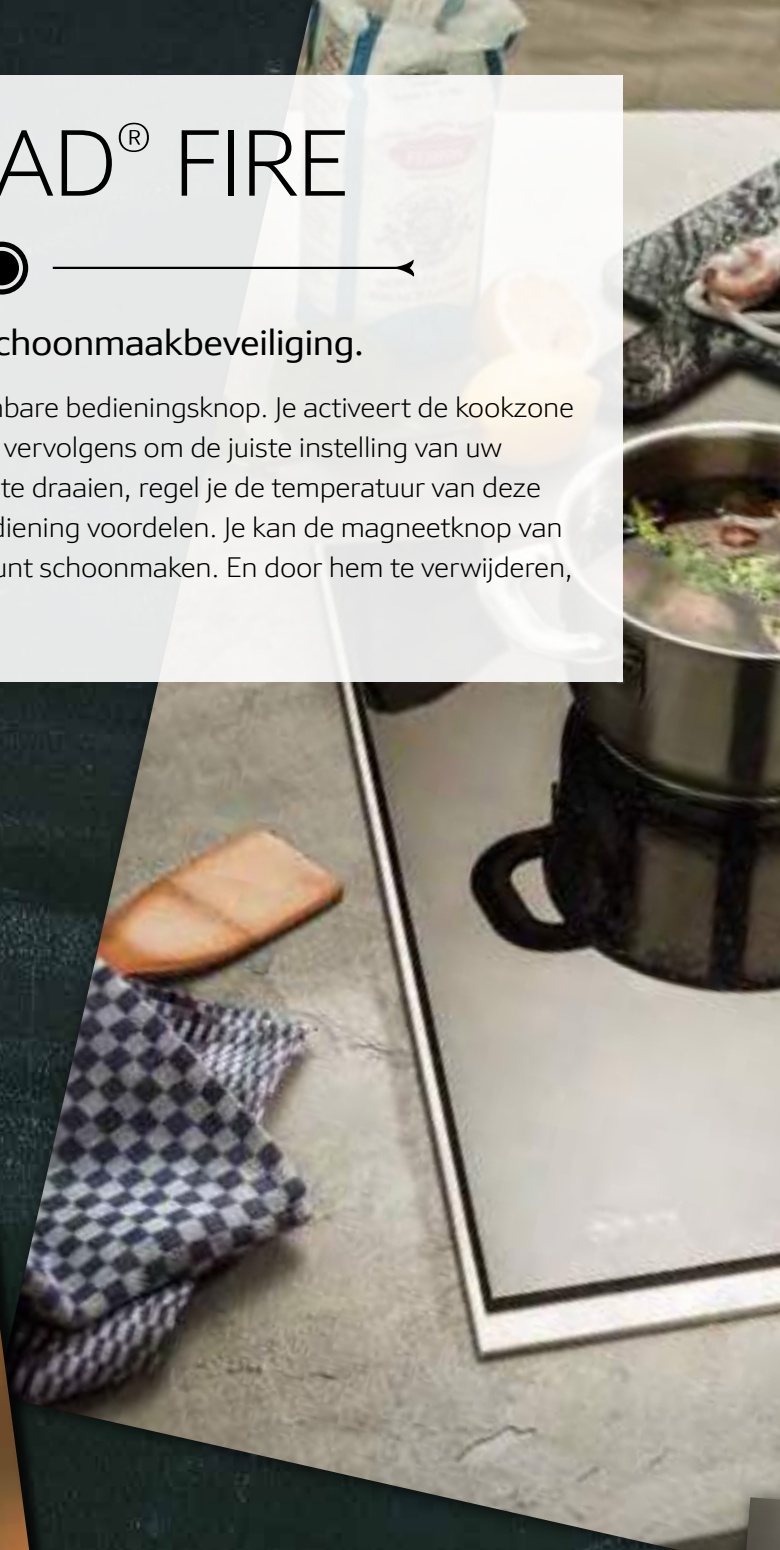 AD® FIRE
choonmaakbeveiliging.
bare bedieningsknop. Je activeert de kookzone
vervolgens om de juiste instelling van uw
te draaien, regel je de temperatuur van deze
diening voordelen. Je kan de magneetknop van
unt schoonmaken. En door hem te verwijderen,